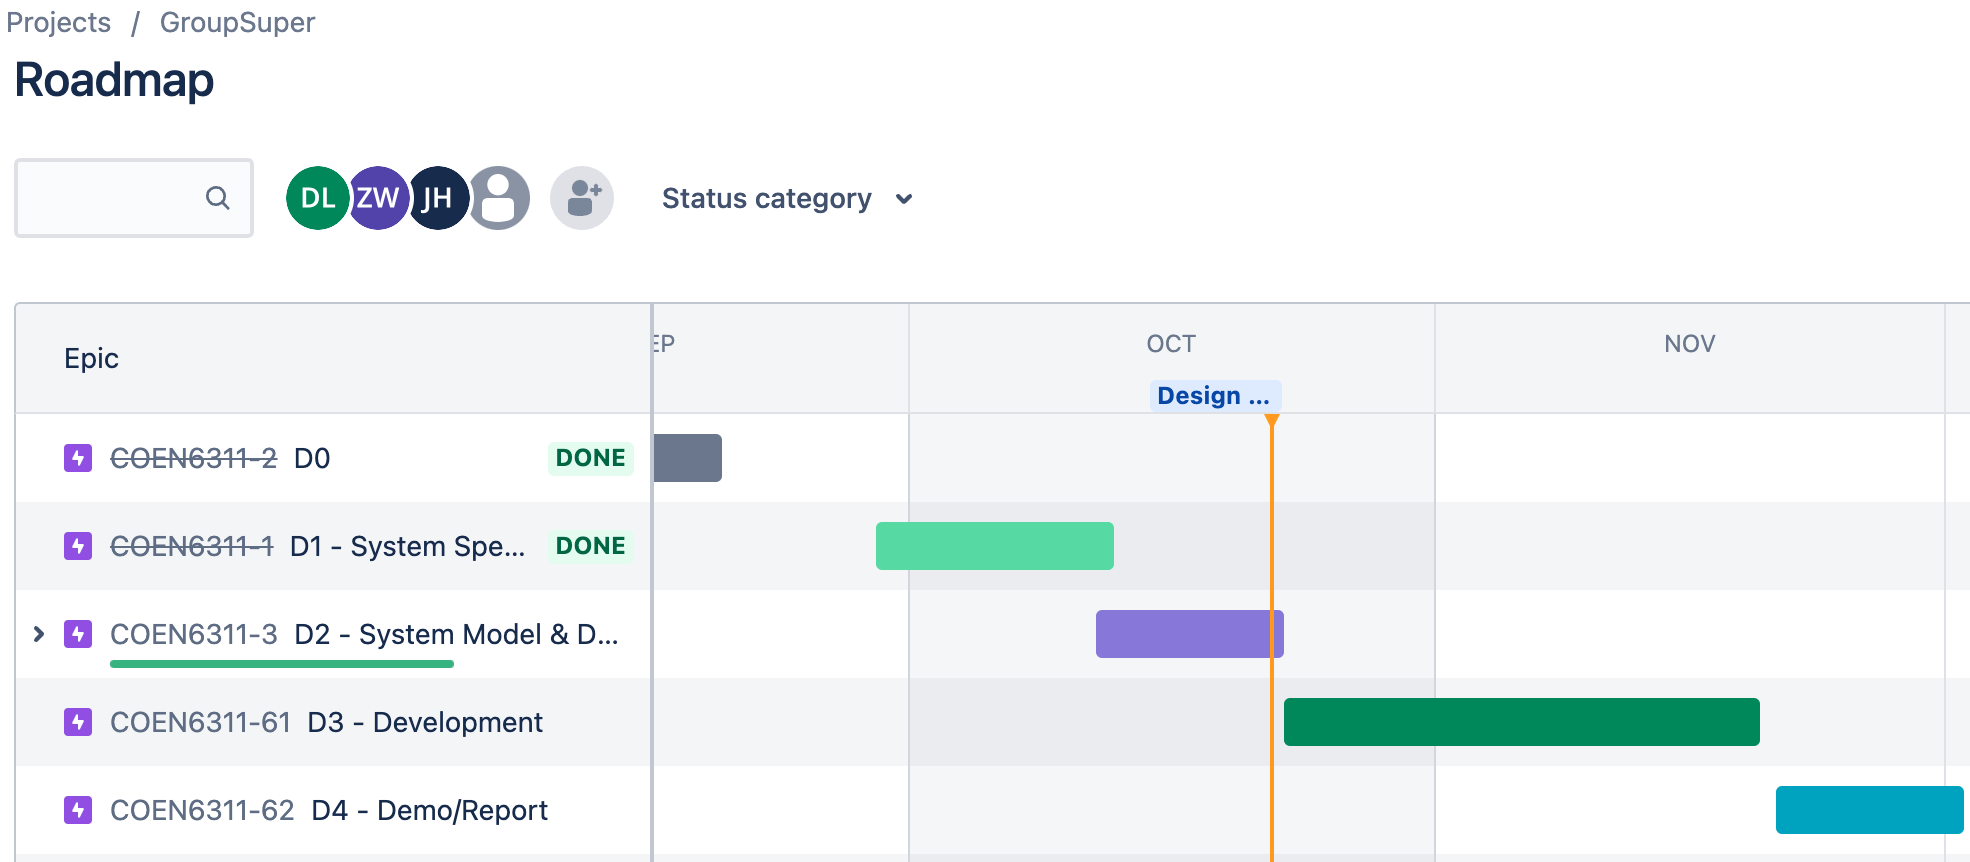 Projects / GroupSuper
Roadmap
DL ZW JH Status category
Epic EP OCT NOV
Design ...
COEN6311-2 D0 DONE
COEN6311-1 D1 - System Spe... DONE
COEN6311-3 D2 - System Model & D...
COEN6311-61 D3 - Development
COEN6311-62 D4 - Demo/Report